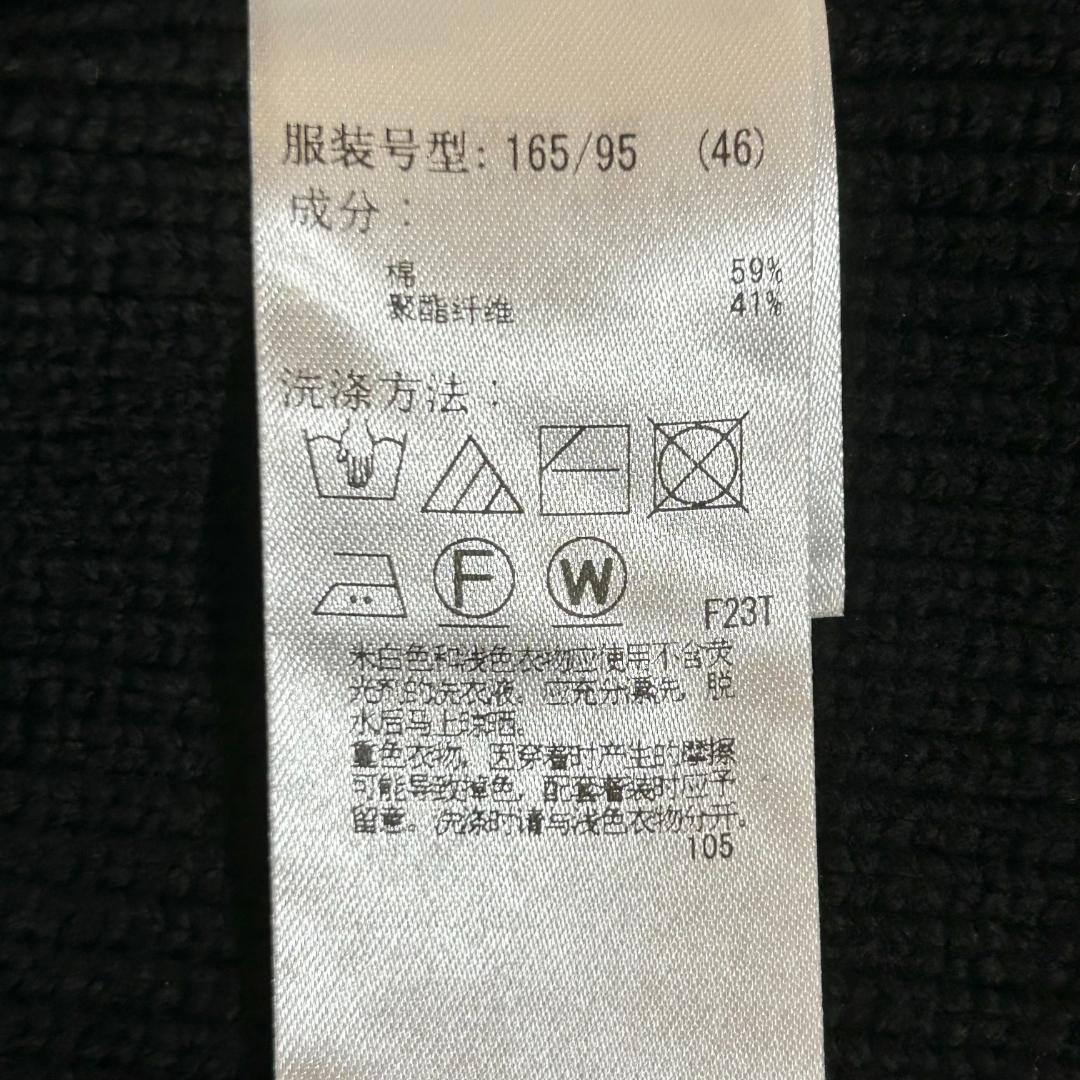 服装号型: 165/95 (46)
成分:
棉 59%
聚酯纤维 41%
洗涤方法:
F W
F23T
米白色和浅色衣物应使用不含荧
光剂的洗衣液。应充分漂洗,脱
水后马上晾晒。
重色衣物,因穿着时产生的摩擦
可能导致掉色,配套着装时应予
留意。洗涤时请与浅色衣物分开。
105